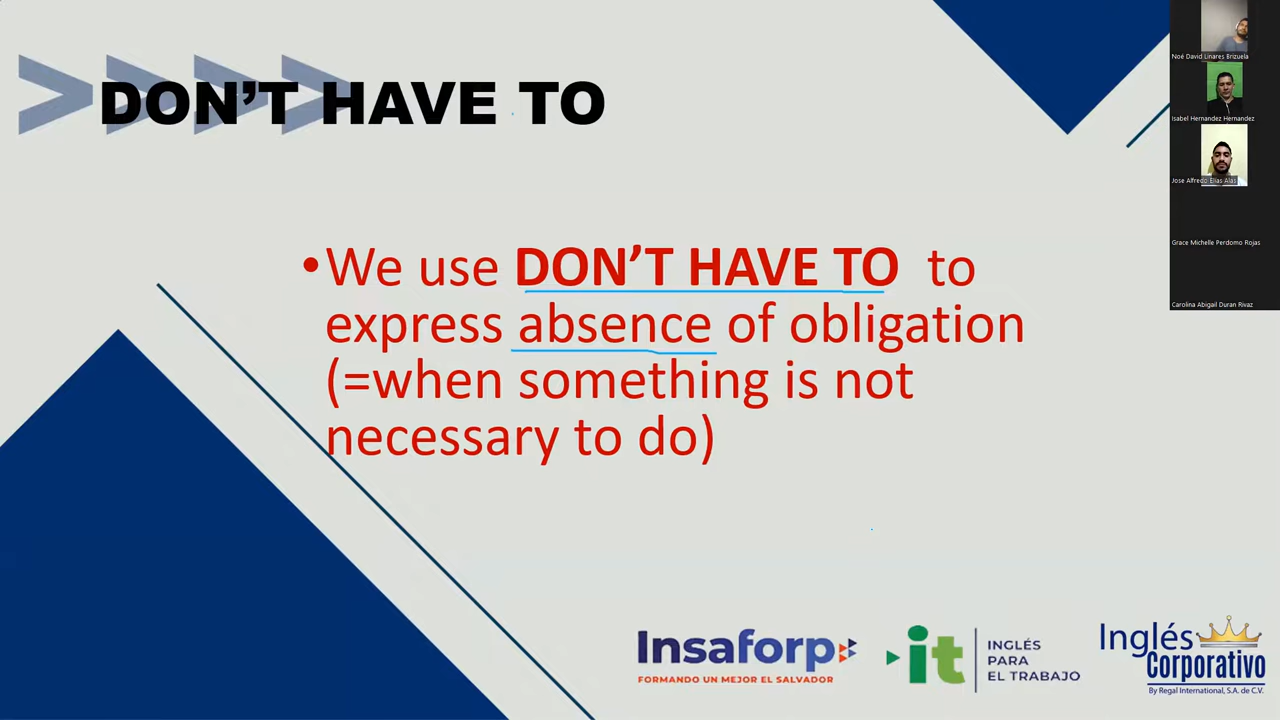 DON'T HAVE TO
•We use DON'T HAVE TO to
express absence of obligation
(=when something is not
necessary to do)
Insaforp
FORMANDO UN MEJOR EL SALVADOR
it
INGLÉS
PARA
EL TRABAJO
Inglés
Corporativo
By Regal International, S.A. de C.V.
Noé David Linares Brizuela
Isabel Hernandez Hernandez
Jose Alfredo Elias Alas
Grace Michelle Perdomo Rojas
Carolina Abigail Duran Rivaz